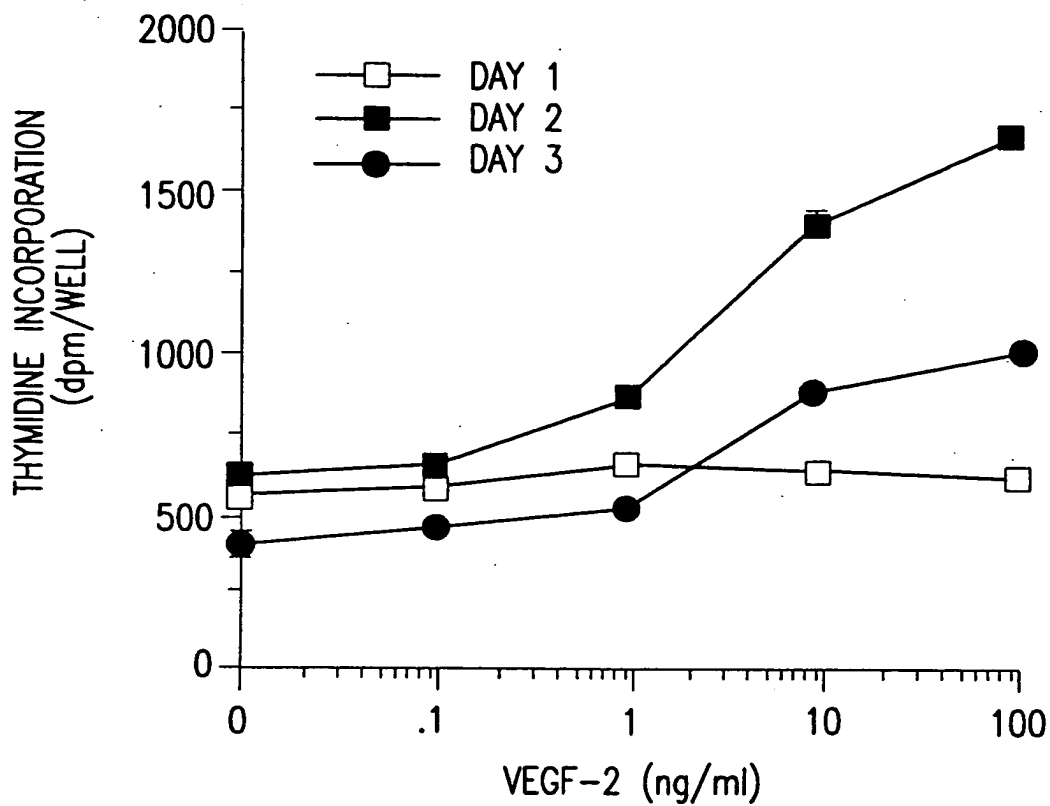 2000
1500
1000
500
0
THYMIDINE INCORPORATION
(dpm/WELL)
DAY 1
DAY 2
DAY 3
0 .1 1 10 100
VEGF-2 (ng/ml)